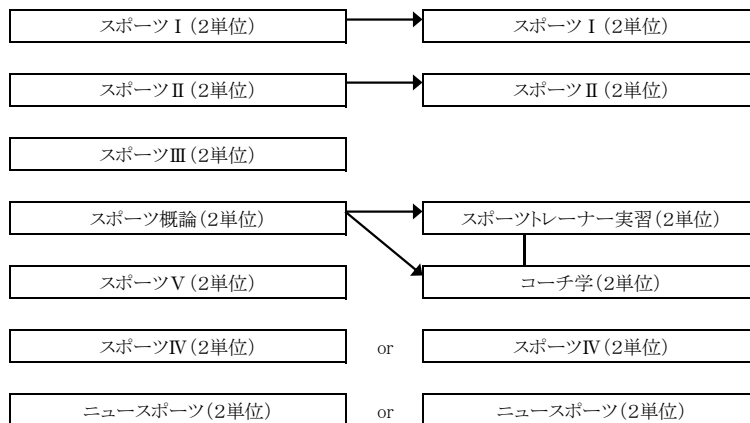 スポーツⅠ(2単位) スポーツⅠ(2単位)
スポーツⅡ(2単位) スポーツⅡ(2単位)
スポーツⅢ(2単位)
スポーツ概論(2単位) スポーツトレーナー実習(2単位)
スポーツⅤ(2単位) コーチ学(2単位)
スポーツⅣ(2単位) or スポーツⅣ(2単位)
ニュースポーツ(2単位) or ニュースポーツ(2単位)